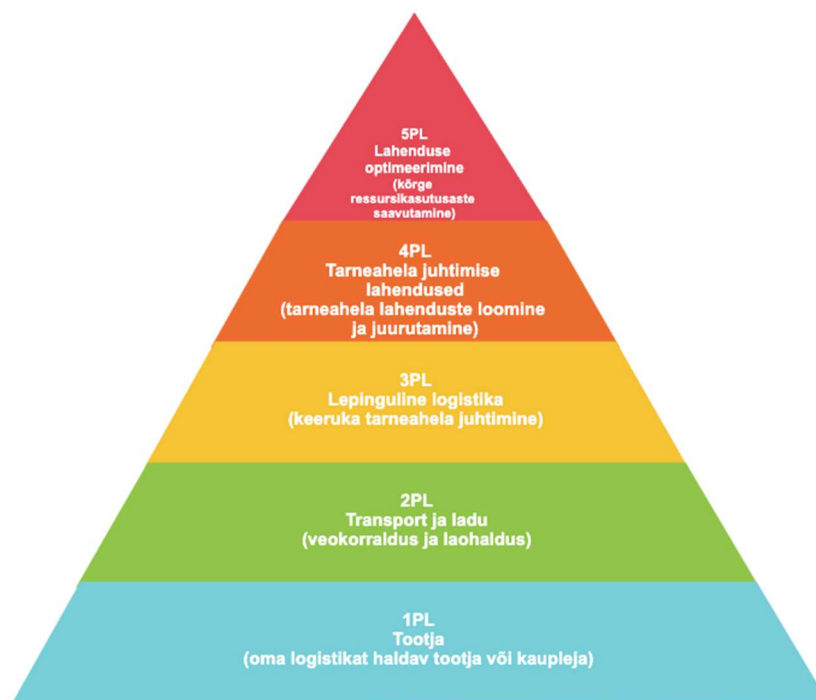 5PL
Lahenduse
optimeerimine
(kõrge
ressursikasutusaste
saavutamine)
4PL
Tarneahela juhtimise
lahendused
(tarneahela lahenduste loomine
ja juurutamine)
3PL
Lepinguline logistika
(keeruka tarneahela juhtimine)
2PL
Transport ja ladu
(veokorraldus ja laohaldus)
1PL
Tootja
(oma logistikat haldav tootja või kaupleja)